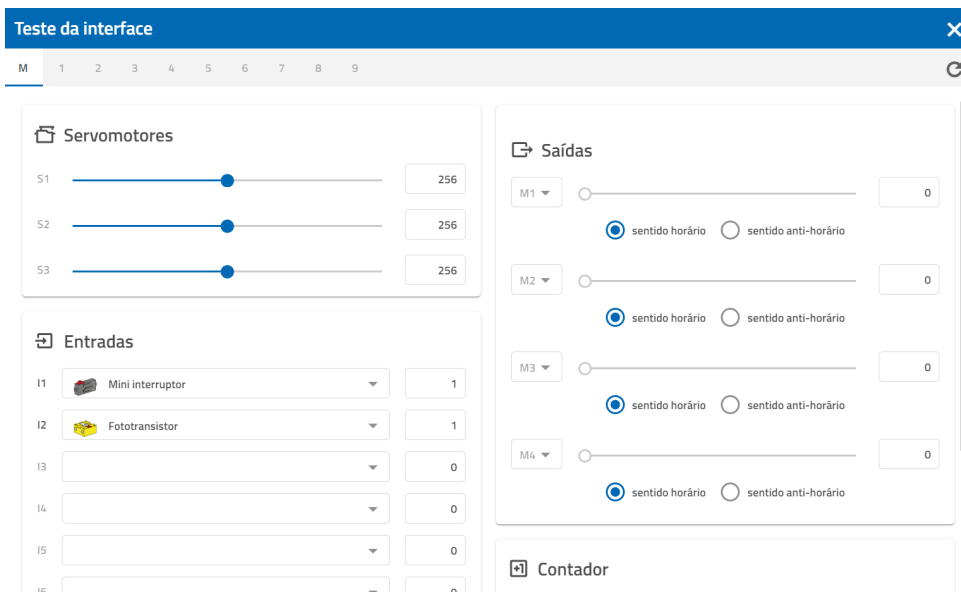 Teste da interface
M 1 2 3 4 5 6 7 8 9
Servomotores
S1 256
S2 256
S3 256
Entradas
I1 Mini interruptor 1
I2 Fototransistor 1
I3 0
I4 0
I5 0
I6 0
Saídas
M1 0
sentido horário sentido anti-horário
M2 0
sentido horário sentido anti-horário
M3 0
sentido horário sentido anti-horário
M4 0
sentido horário sentido anti-horário
+1 Contador